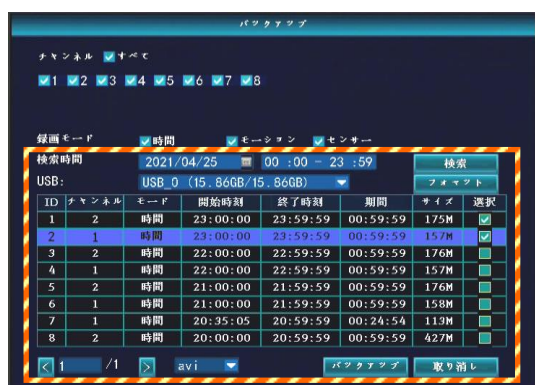 バックアップ
チャンネル すべて
1 2 3 4 5 6 7 8
録画モード 時間 モーション センサー
検索時間 2021/04/25 00 :00 - 23 :59 検索
USB: USB_0 (15.86GB/15.86GB) フォマット
ID チャンネル モード 開始時刻 終了時刻 期間 サイズ 選択
1 2 時間 23:00:00 23:59:59 00:59:59 175M
2 1 時間 23:00:00 23:59:59 00:59:59 157M
3 2 時間 22:00:00 22:59:59 00:59:59 176M
4 1 時間 22:00:00 22:59:59 00:59:59 157M
5 2 時間 21:00:00 21:59:59 00:59:59 176M
6 1 時間 21:00:00 21:59:59 00:59:59 158M
7 1 時間 20:35:05 20:59:59 00:24:54 113M
8 2 時間 20:00:00 20:59:59 00:59:59 427M
< 1 /1 > avi バックアップ 取り消し